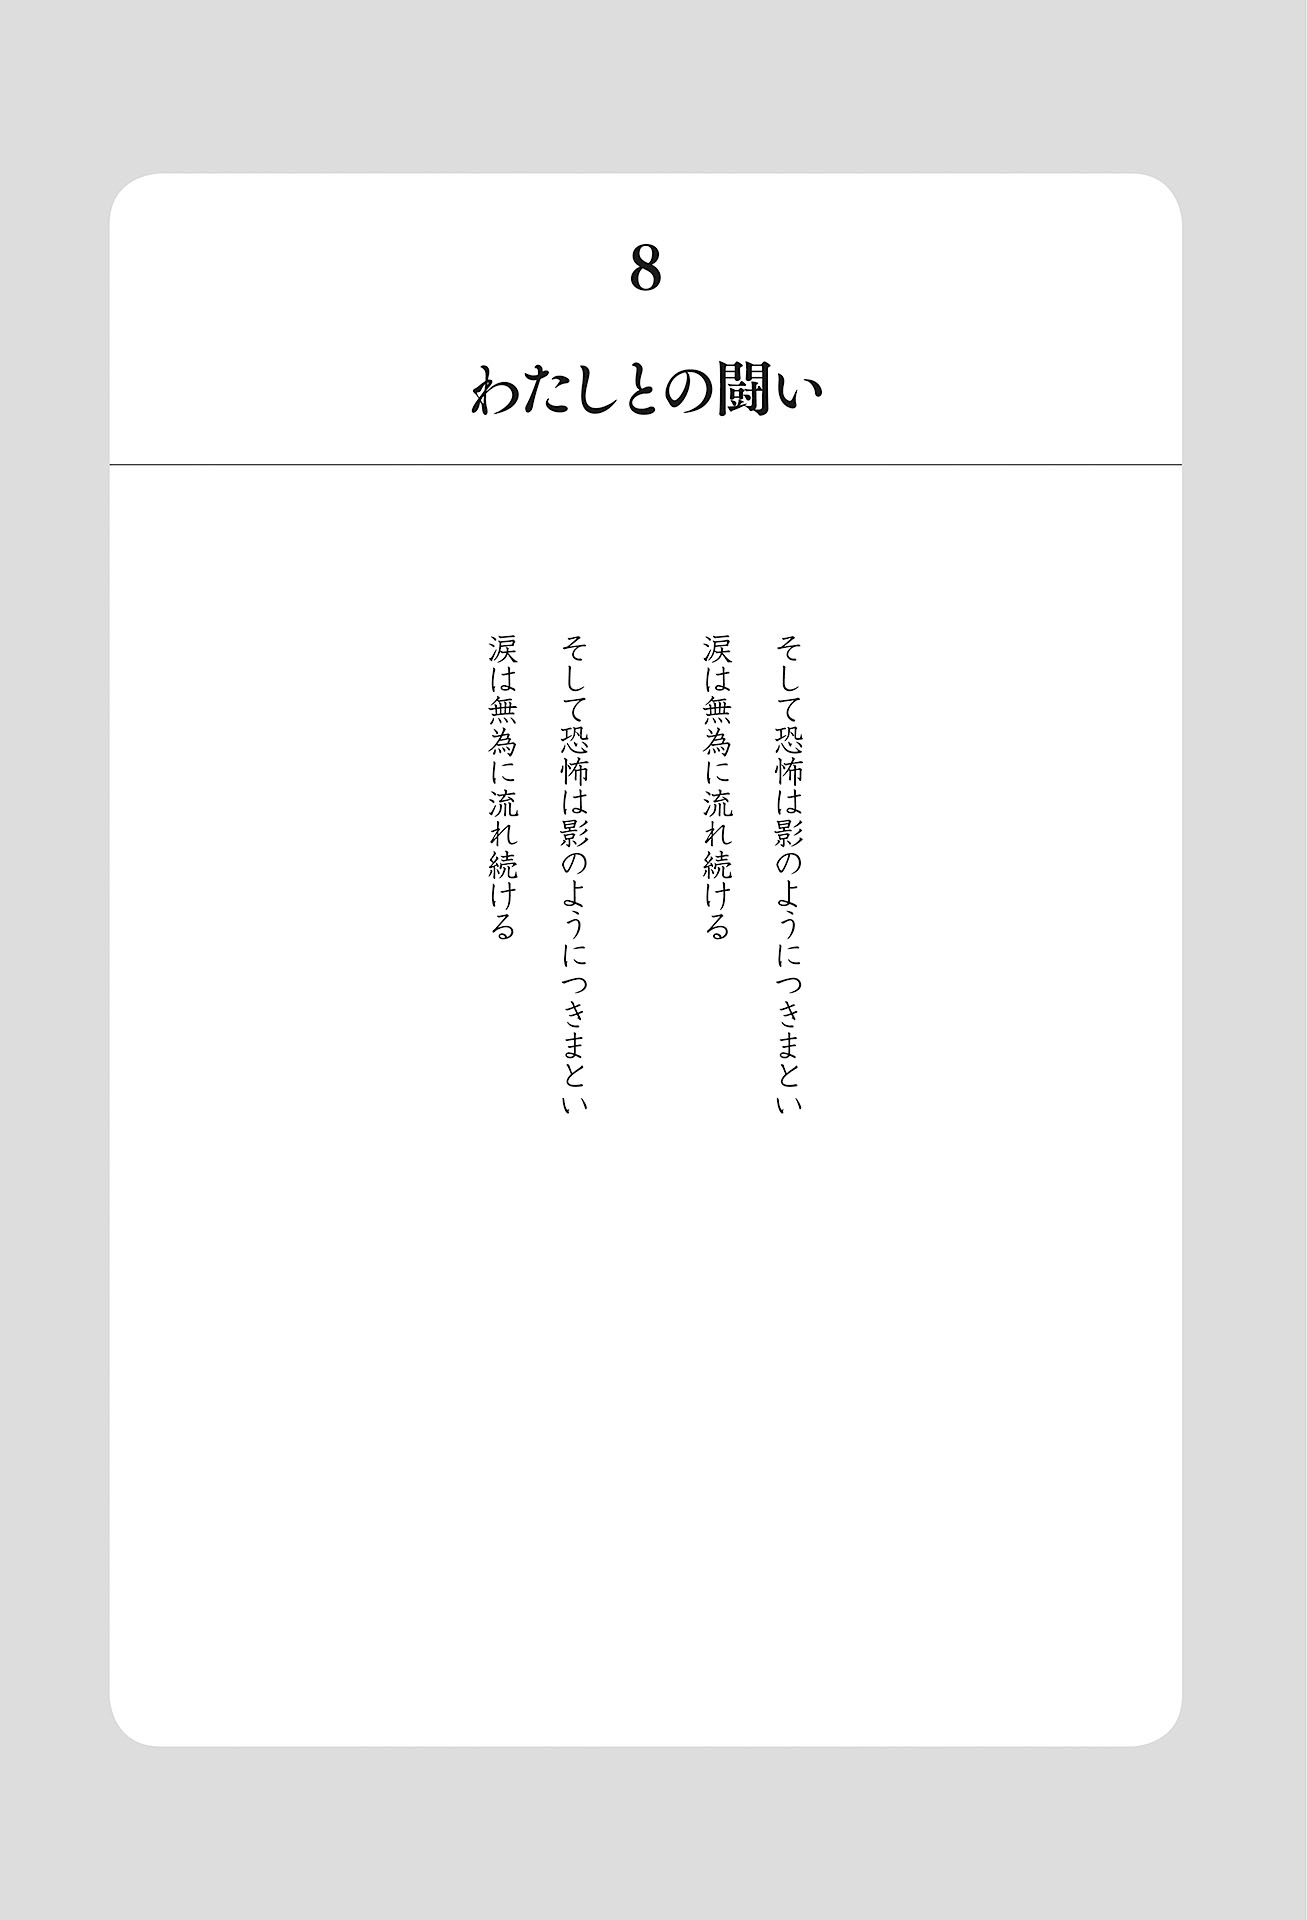 8
わたしとの闘い
そして恐怖は影のようにつきまとい
涙は無為に流れ続ける
そして恐怖は影のようにつきまとい
涙は無為に流れ続ける